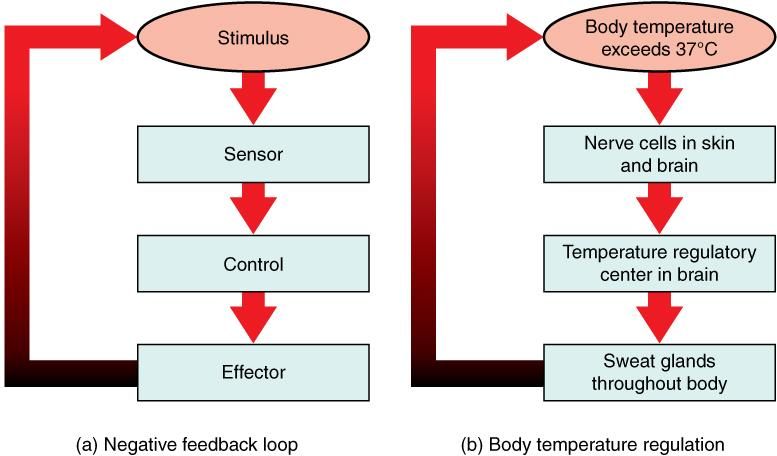 Stimulus
Sensor
Control
Effector
(a) Negative feedback loop
Body temperature
exceeds 37°C
Nerve cells in skin
and brain
Temperature regulatory
center in brain
Sweat glands
throughout body
(b) Body temperature regulation